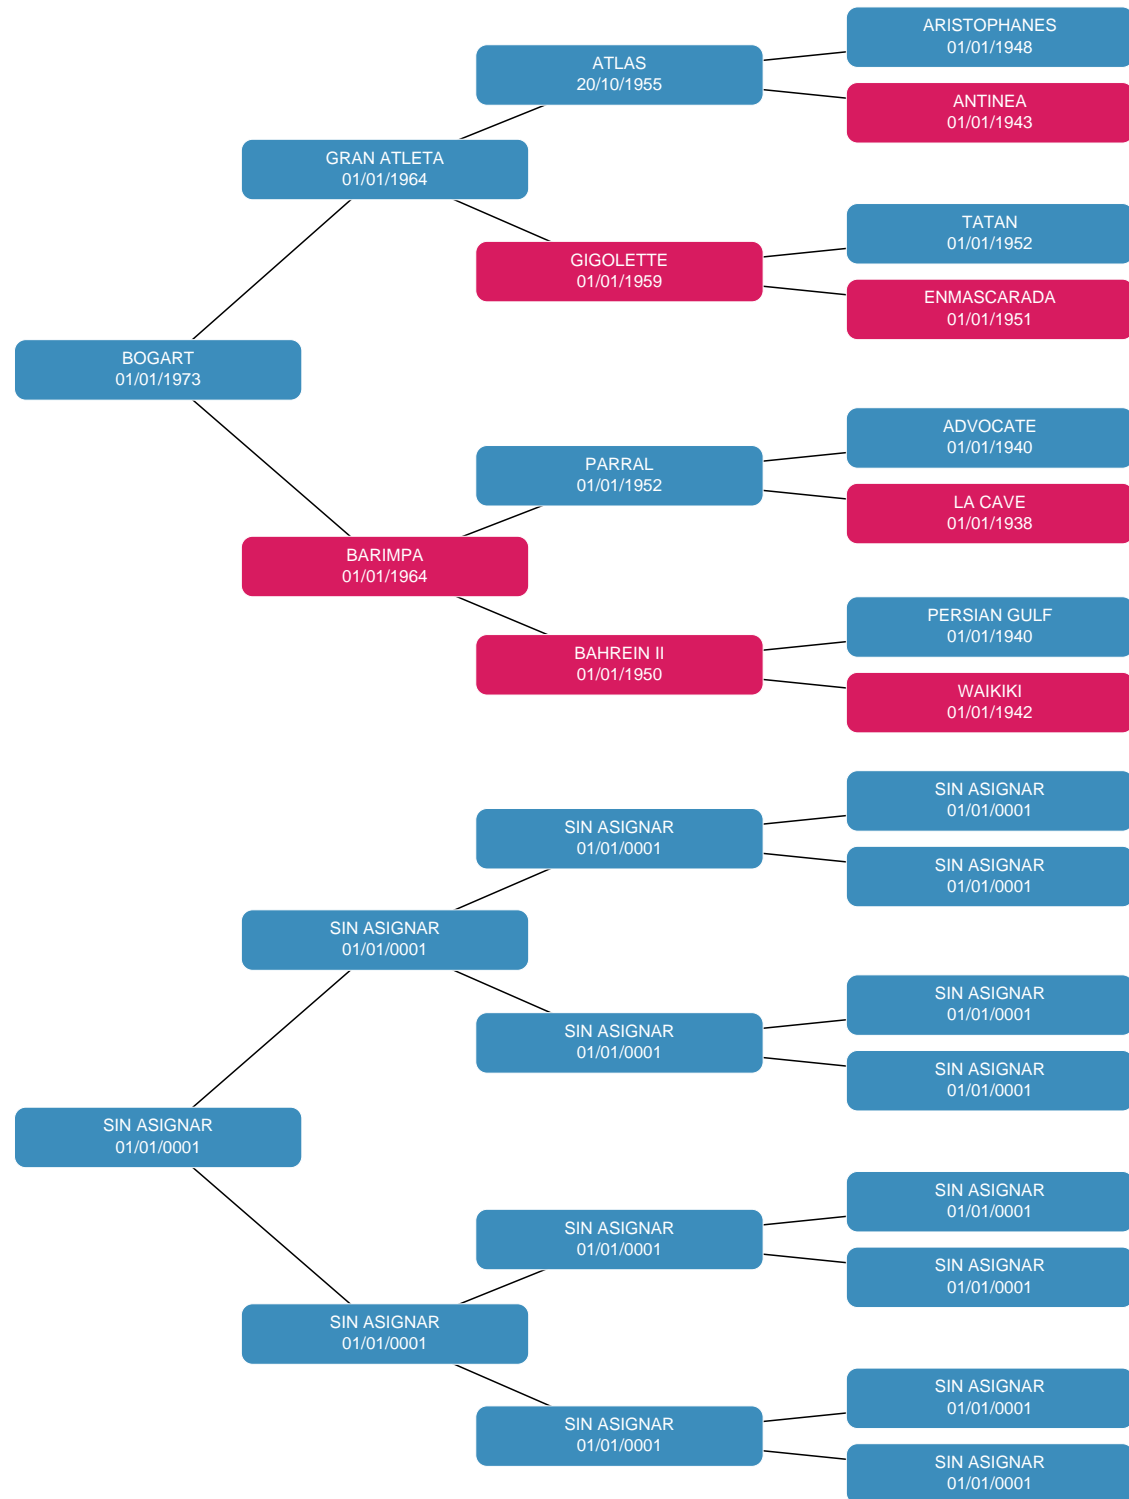 ARISTOPHANES
01/01/1948
ATLAS
20/10/1955
ANTINEA
01/01/1943
GRAN ATLETA
01/01/1964
TATAN
01/01/1952
GIGOLETTE
01/01/1959
ENMASCARADA
01/01/1951
BOGART
01/01/1973
ADVOCATE
01/01/1940
PARRAL
01/01/1952
LA CAVE
01/01/1938
BARIMPA
01/01/1964
PERSIAN GULF
01/01/1940
BAHREIN II
01/01/1950
WAIKIKI
01/01/1942
SIN ASIGNAR
01/01/0001
SIN ASIGNAR
01/01/0001
SIN ASIGNAR
01/01/0001
SIN ASIGNAR
01/01/0001
SIN ASIGNAR
01/01/0001
SIN ASIGNAR
01/01/0001
SIN ASIGNAR
01/01/0001
SIN ASIGNAR
01/01/0001
SIN ASIGNAR
01/01/0001
SIN ASIGNAR
01/01/0001
SIN ASIGNAR
01/01/0001
SIN ASIGNAR
01/01/0001
SIN ASIGNAR
01/01/0001
SIN ASIGNAR
01/01/0001
SIN ASIGNAR
01/01/0001